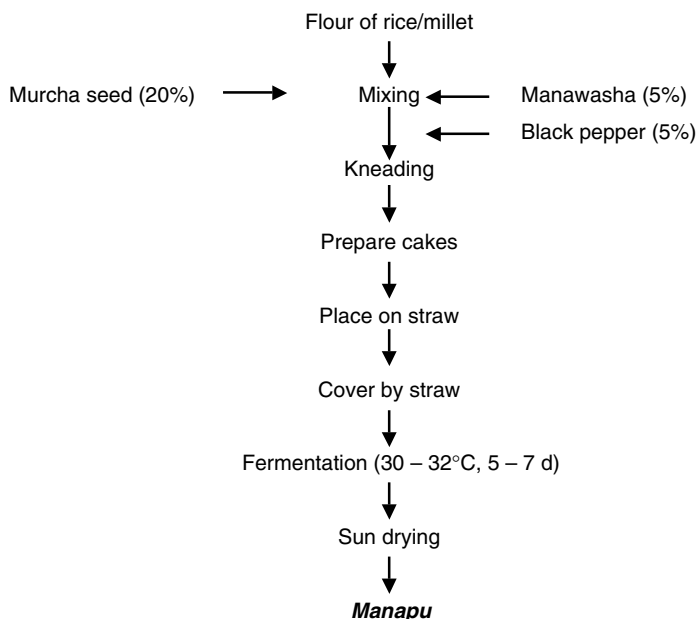 Flour of rice/millet
Murcha seed (20%)
Mixing
Manawasha (5%)
Black pepper (5%)
Kneading
Prepare cakes
Place on straw
Cover by straw
Fermentation (30 – 32°C, 5 – 7 d)
Sun drying
Manapu